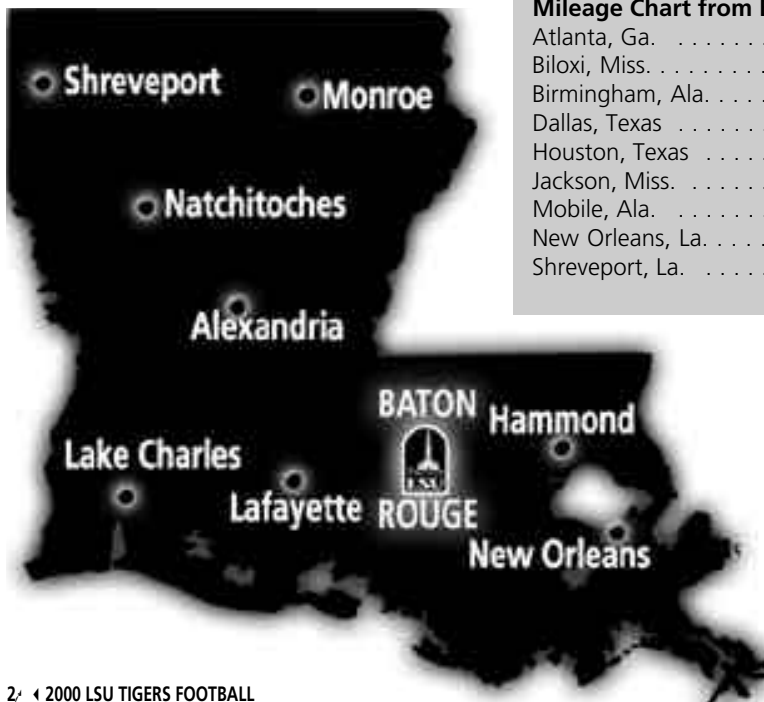 Mileage Chart from
Atlanta, Ga. . . . . . . .
Biloxi, Miss. . . . . . . . . .
Birmingham, Ala. . . . .
Dallas, Texas . . . . . . .
Houston, Texas . . . . .
Jackson, Miss. . . . . . .
Mobile, Ala. . . . . . . .
New Orleans, La. . . . .
Shreveport, La. . . . . .
Shreveport
Monroe
Natchitoches
Alexandria
BATON
Hammond
Lake Charles
LSU
Lafayette
ROUGE
New Orleans
2000 LSU TIGERS FOOTBALL